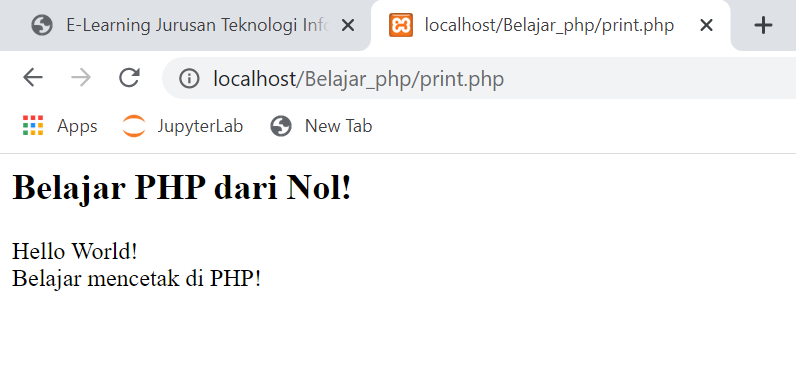 E-Learning Jurusan Teknologi Info
localhost/Belajar_php/print.php
localhost/Belajar_php/print.php
Apps
JupyterLab
New Tab
Belajar PHP dari Nol!
Hello World!
Belajar mencetak di PHP!